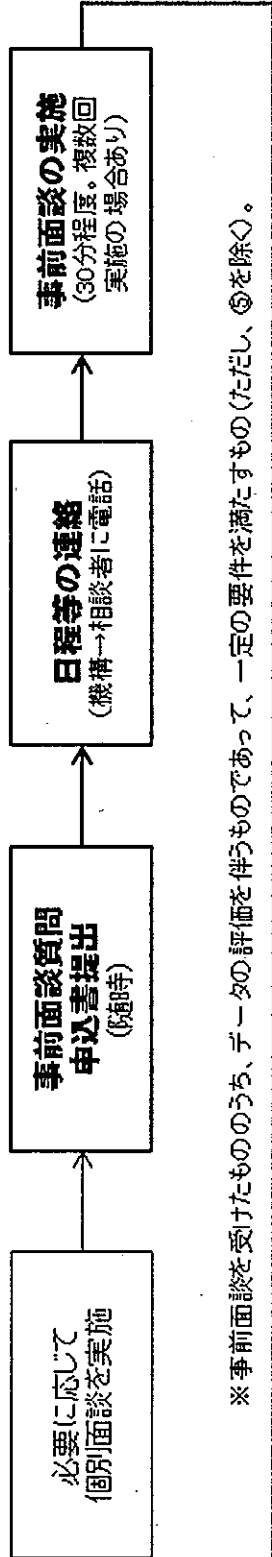 必要に応じて
個別面談を実施
事前面談質問
申込書提出
(随時)
日程等の連絡
(機構→相談者に電話)
事前面談の実施
(30分程度。複数回
実施の場合あり)
※事前面談を受けたもののうち、データの評価を伴うものであって、一定の要件を満たすもの(ただし、⑤を除く)。